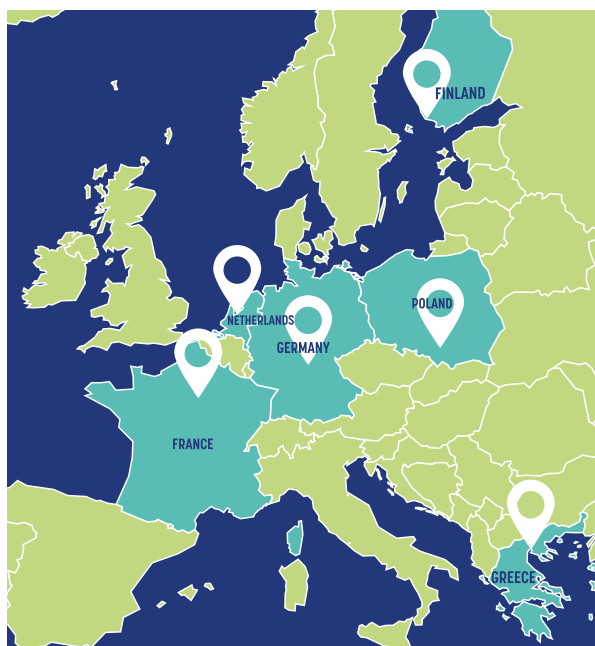 FINLAND
POLAND
NETHERLANDS
GERMANY
FRANCE
GREECE